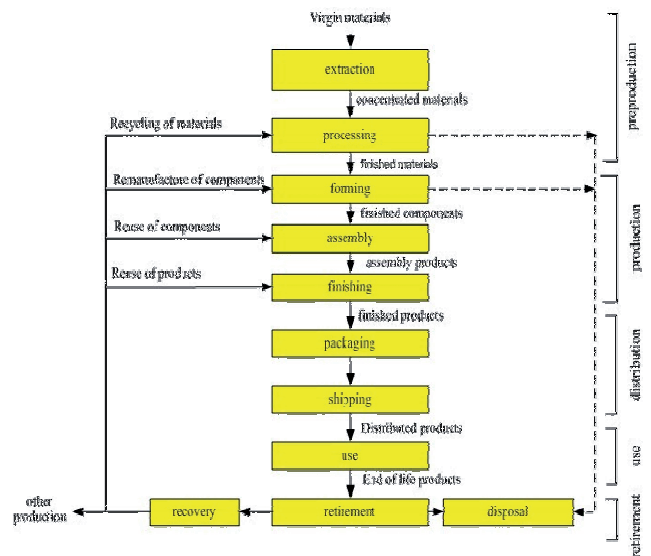 Virgin materials
extraction
concentrated materials
Recycling of materials
processing
finished materials
Remanufacture of components
forming
finished components
Reuse of components
assembly
assembly products
Reuse of products
finishing
finished products
packaging
shipping
Distributed products
use
End of life products
other
production
recovery
retirement
disposal
preproduction
production
distribution
use
retirement